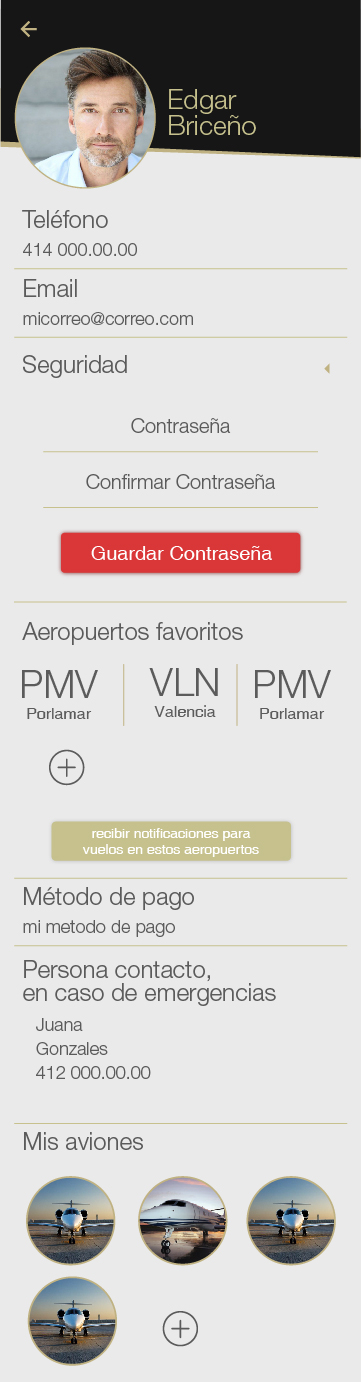 Edgar
Briceño
Teléfono
414 000.00.00
Email
micorreo@correo.com
Seguridad
Contraseña
Confirmar Contraseña
Guardar Contraseña
Aeropuertos favoritos
PMV VLN PMV
Porlamar Valencia Porlamar
recibir notificaciones para
vuelos en estos aeropuertos
Método de pago
mi metodo de pago
Persona contacto,
en caso de emergencias
Juana
Gonzales
412 000.00.00
Mis aviones